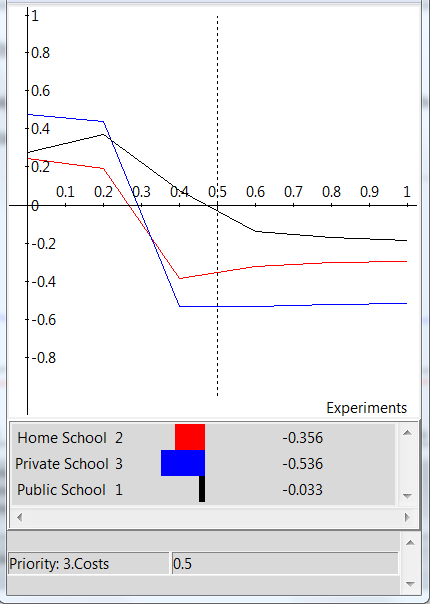 1
0.8
0.6
0.4
0.2
0.1 0.2 0.3 0.4 0.5 0.6 0.7 0.8 0.9 1
0
-0.2
-0.4
-0.6
-0.8
Experiments
Home School 2 -0.356
Private School 3 -0.536
Public School 1 -0.033
Priority: 3.Costs 0.5